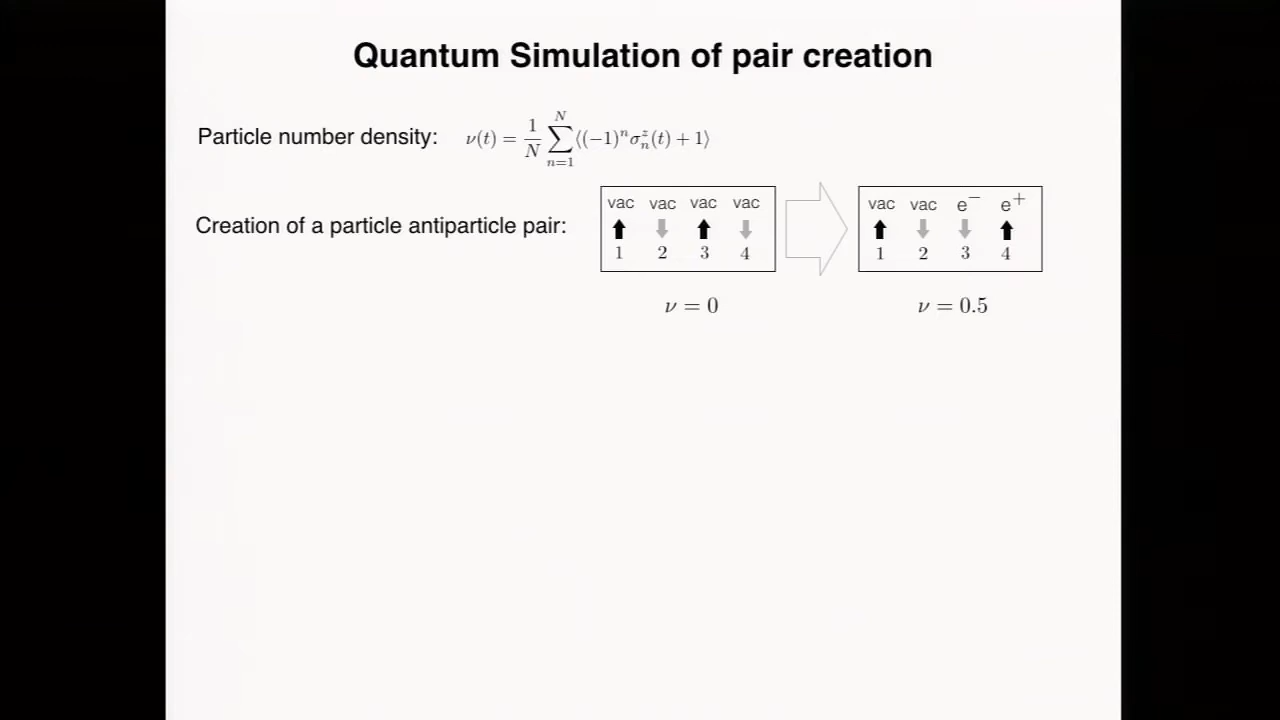 Quantum Simulation of pair creation
Particle number density: ν(t) = 1/N ∑_{n=1}^{N} ⟨(−1)^n σ_n^z(t) + 1⟩
Creation of a particle antiparticle pair:
vac vac vac vac
1 2 3 4
ν = 0
vac vac e⁻ e⁺
1 2 3 4
ν = 0.5